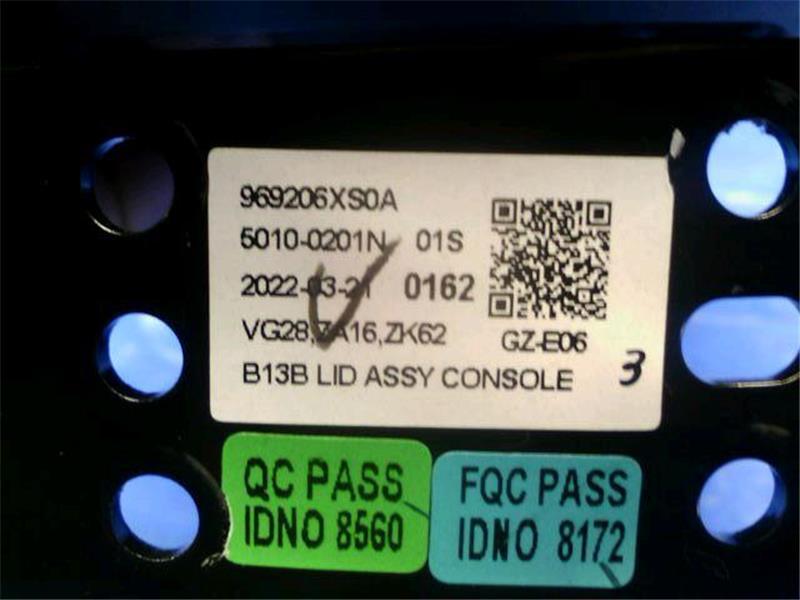 969206XS0A
5010-0201N 01S
2022-03-21 0162
VG28,ZA16,ZK62
GZ-E06
B13B LID ASSY CONSOLE
3
QC PASS
IDNO 8560
FQC PASS
IDNO 8172